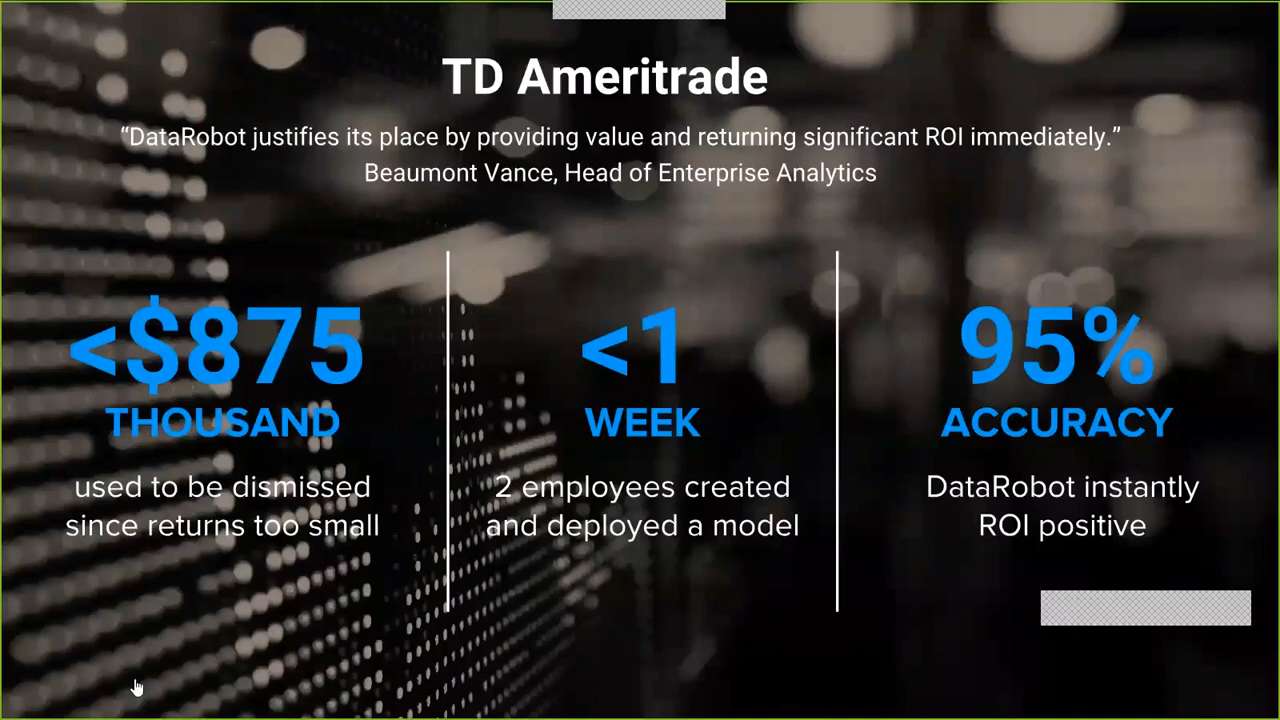 TD Ameritrade
“DataRobot justifies its place by providing value and returning significant ROI immediately.”
Beaumont Vance, Head of Enterprise Analytics
<$875
THOUSAND
used to be dismissed
since returns too small
<1
WEEK
2 employees created
and deployed a model
95%
ACCURACY
DataRobot instantly
ROI positive